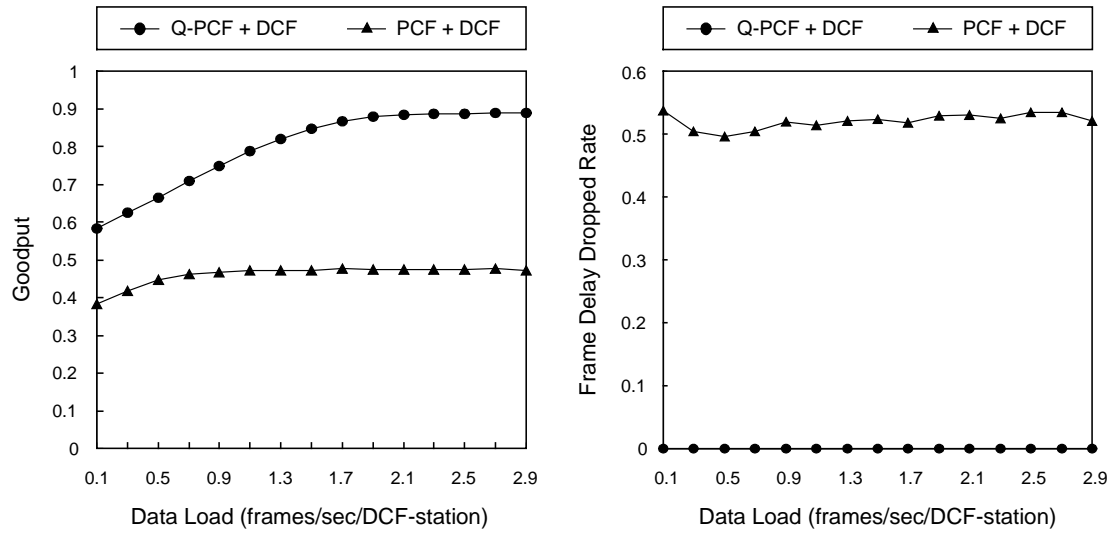 Q-PCF + DCF
PCF + DCF
1
0.9
0.8
0.7
0.6
0.5
0.4
0.3
0.2
0.1
0
Goodput
0.1 0.5 0.9 1.3 1.7 2.1 2.5 2.9
Data Load (frames/sec/DCF-station)
Q-PCF + DCF
PCF + DCF
0.6
0.5
0.4
0.3
0.2
0.1
0
Frame Delay Dropped Rate
0.1 0.5 0.9 1.3 1.7 2.1 2.5 2.9
Data Load (frames/sec/DCF-station)